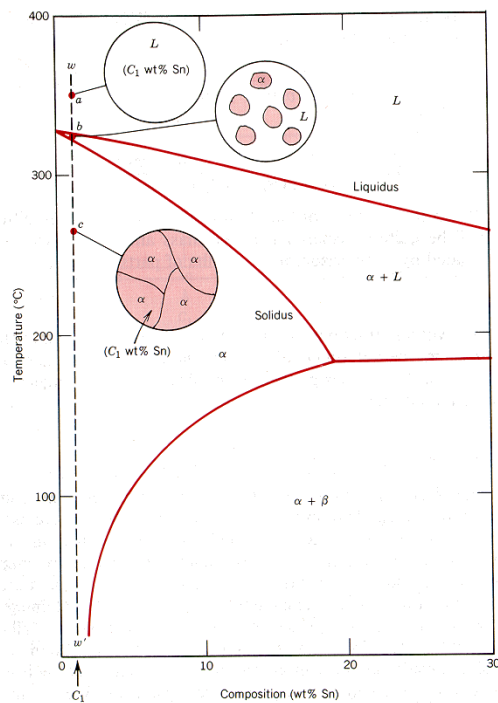 400
w
L
(C₁ wt% Sn)
a
α
L
L
b
300
Liquidus
c
α
α
α + L
α
α
Solidus
(C₁ wt% Sn)
α
200
Temperature (°C)
α + β
100
w′
0
10
20
30
C₁
Composition (wt% Sn)